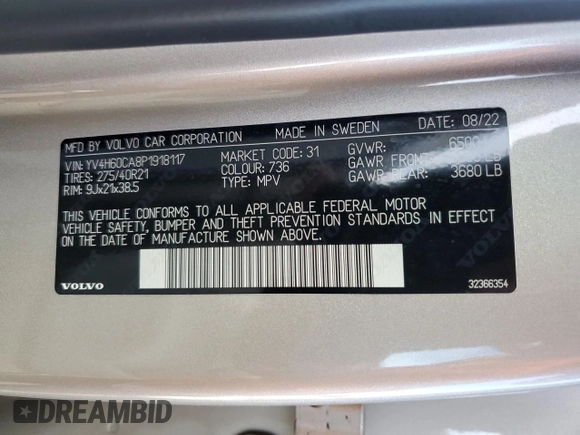 MFD BY VOLVO CAR CORPORATION MADE IN SWEDEN DATE: 08/22
VIN: YV4H60CA8P1918117 MARKET CODE: 31 GVWR:
TIRES: 275/40R21 COLOUR: 736 GAWR FRONT:
RIM: 9Jx21x38.5 TYPE: MPV GAWR REAR: 3680 LB
THIS VEHICLE CONFORMS TO ALL APPLICABLE FEDERAL MOTOR
VEHICLE SAFETY, BUMPER AND THEFT PREVENTION STANDARDS IN EFFECT
ON THE DATE OF MANUFACTURE SHOWN ABOVE.
VOLVO 32366354
DREAMBID